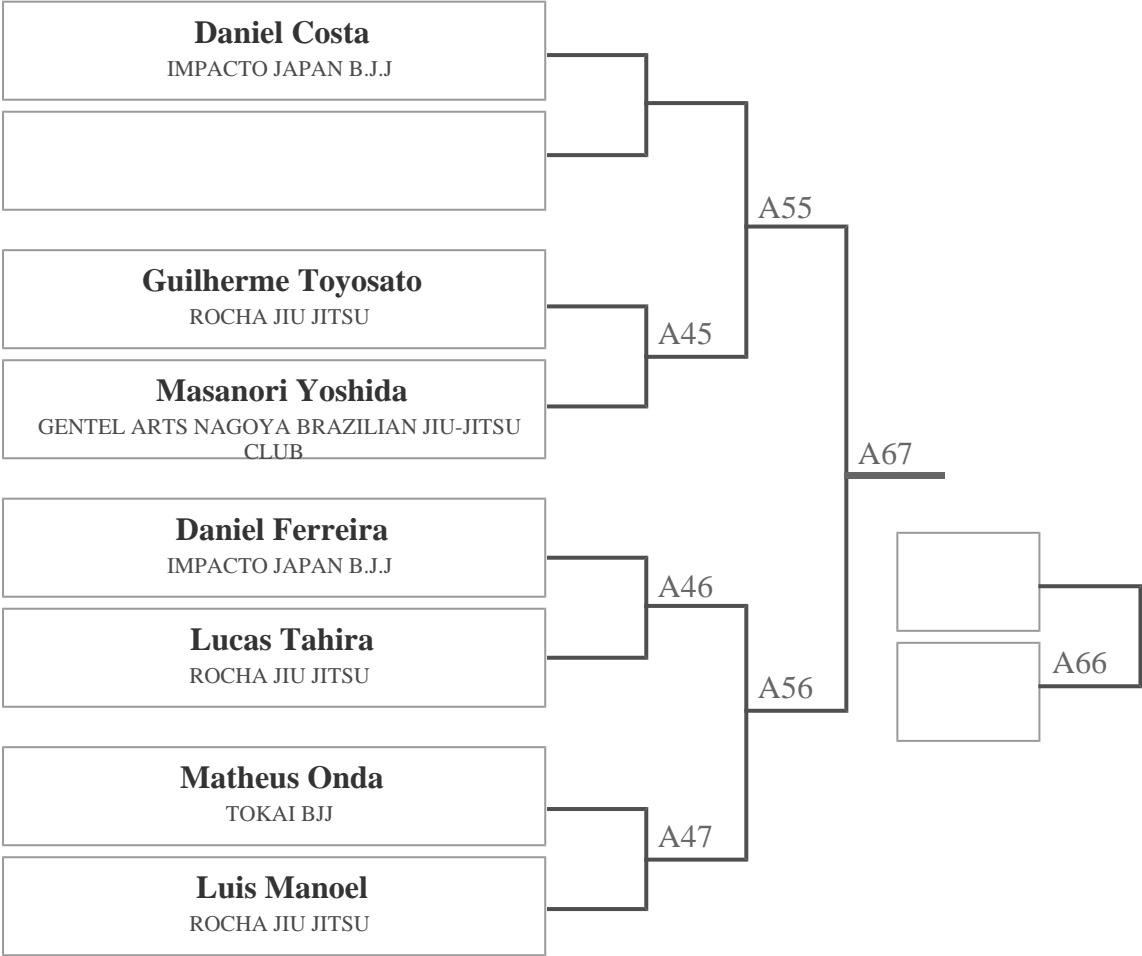 Daniel Costa
IMPACTO JAPAN B.J.J
A55
Guilherme Toyosato
ROCHA JIU JITSU
A45
Masanori Yoshida
GENTEL ARTS NAGOYA BRAZILIAN JIU-JITSU
CLUB
A67
Daniel Ferreira
IMPACTO JAPAN B.J.J
A46
Lucas Tahira
ROCHA JIU JITSU
A66
A56
Matheus Onda
TOKAI BJJ
A47
Luis Manoel
ROCHA JIU JITSU